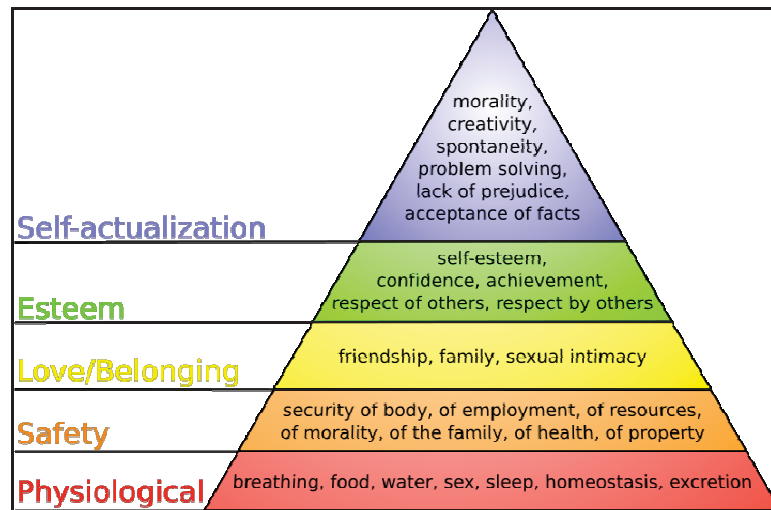 morality,
creativity,
spontaneity,
problem solving,
lack of prejudice,
acceptance of facts
Self-actualization
self-esteem,
confidence, achievement,
respect of others, respect by others
Esteem
friendship, family, sexual intimacy
Love/Belonging
security of body, of employment, of resources,
of morality, of the family, of health, of property
Safety
breathing, food, water, sex, sleep, homeostasis, excretion
Physiological